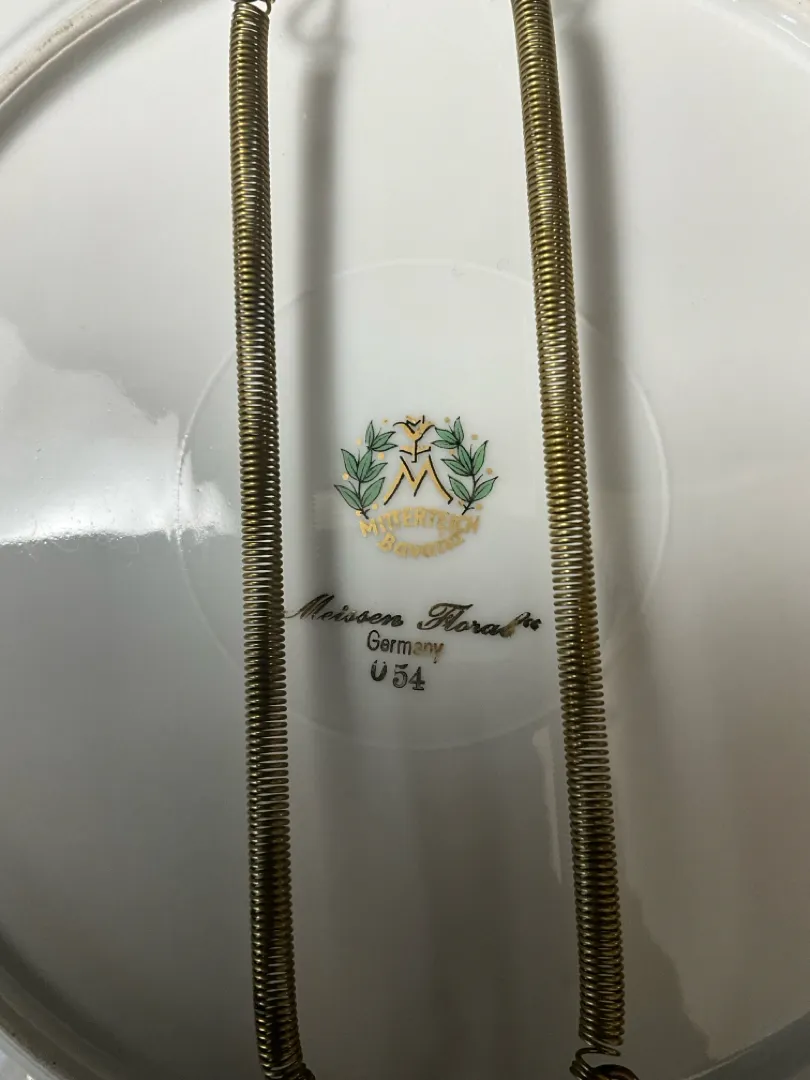 M
MITTERTEICH
Bavaria
"Meissen Floral"
Germany
U 54